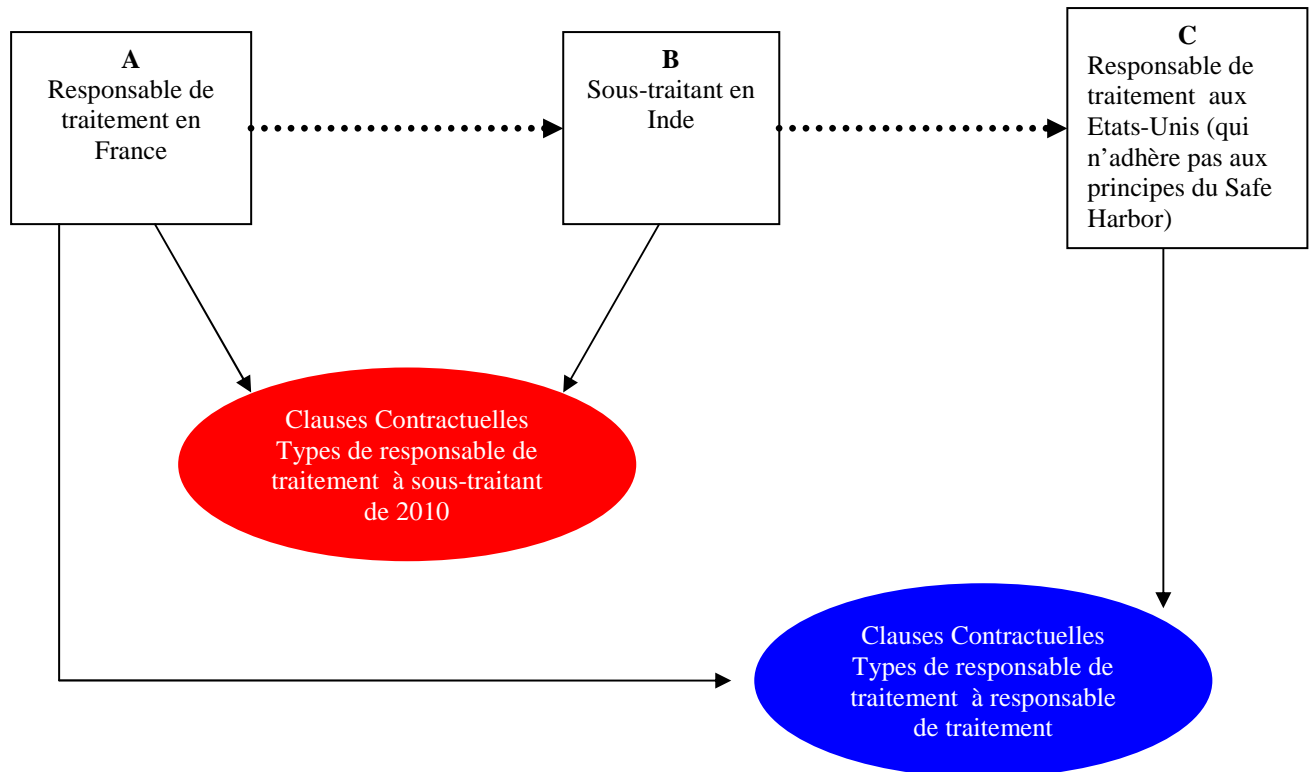 A
Responsable de
traitement en
France
B
Sous-traitant en
Inde
C
Responsable de
traitement aux
Etats-Unis (qui
n’adhère pas aux
principes du Safe
Harbor)
Clauses Contractuelles
Types de responsable de
traitement à sous-traitant
de 2010
Clauses Contractuelles
Types de responsable de
traitement à responsable
de traitement